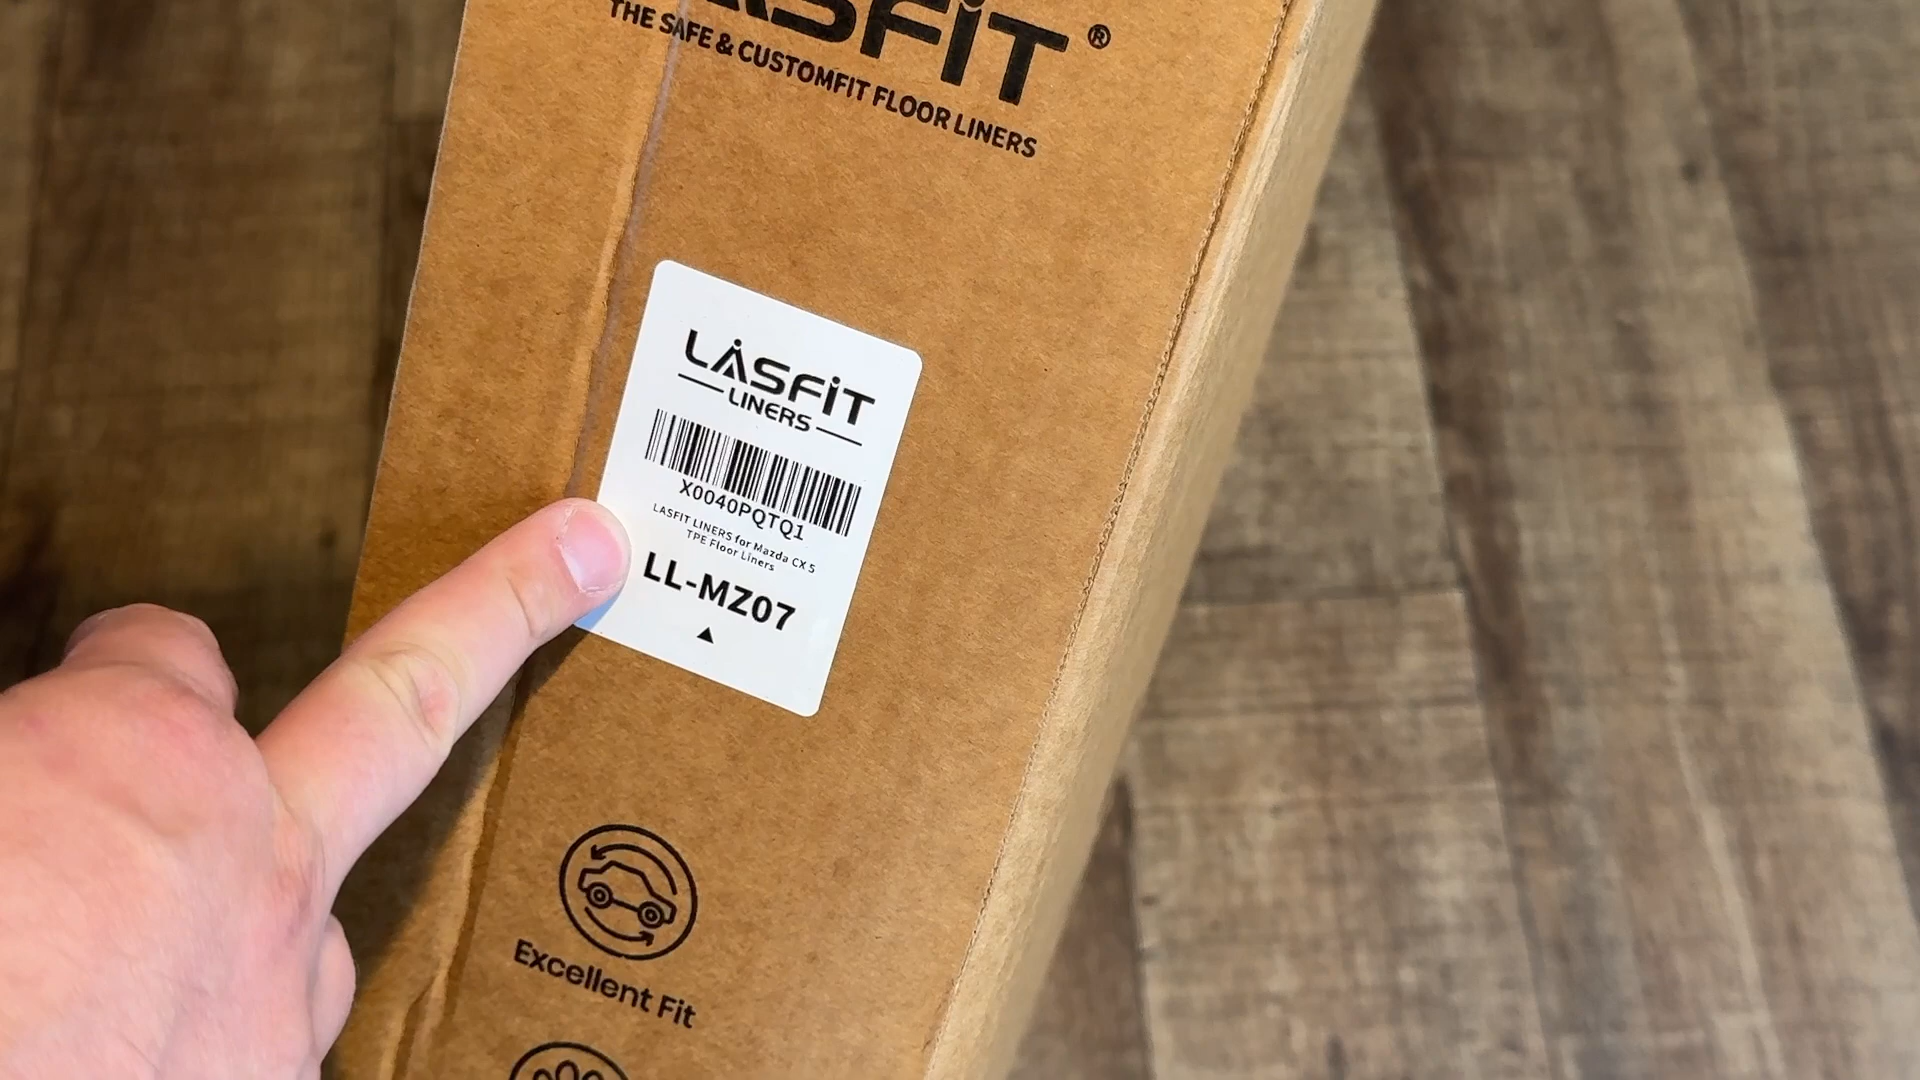 LASFIT®
THE SAFE & CUSTOMFIT FLOOR LINERS
LASFIT
LINERS
X0040PQTQ1
LASFIT LINERS for Mazda CX 5
TPE Floor Liners
LL-MZ07
Excellent Fit